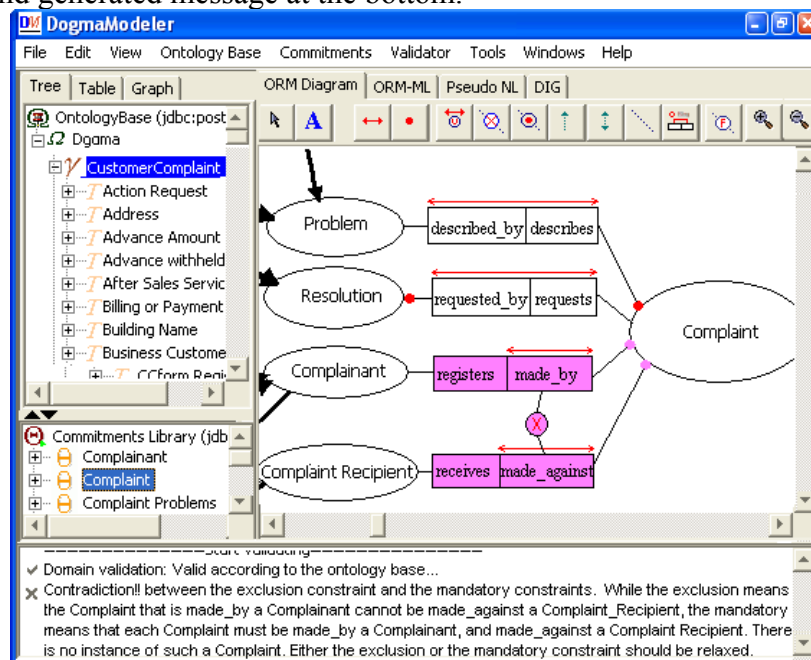 nd generated message at the bottom.
DogmaModeler
File Edit View Ontology Base Commitments Validator Tools Windows Help
Tree Table Graph
ORM Diagram ORM-ML Pseudo NL DIG
OntologyBase (jdbc:post
Ω Dgama
CustomerComplaint
T Action Request
T Address
T Advance Amount
T Advance withheld
T After Sales Servic
T Billing or Payment
T Building Name
T Business Custome
T CCform Regi
A
F
Problem
described_by describes
Resolution
requested_by requests
Complaint
Complainant
registers made_by
X
Complaint Recipient
receives made_against
Commitments Library (jdb
Complainant
Complaint
Complaint Problems
==============Start validating===============
Domain validation: Valid according to the ontology base...
Contradiction!! between the exclusion constraint and the mandatory constraints. While the exclusion means
the Complaint that is made_by a Complainant cannot be made_against a Complaint_Recipient, the mandatory
means that each Complaint must be made_by a Complainant, and made_against a Complaint Recipient. There
is no instance of such a Complaint. Either the exclusion or the mandatory constraint should be relaxed.